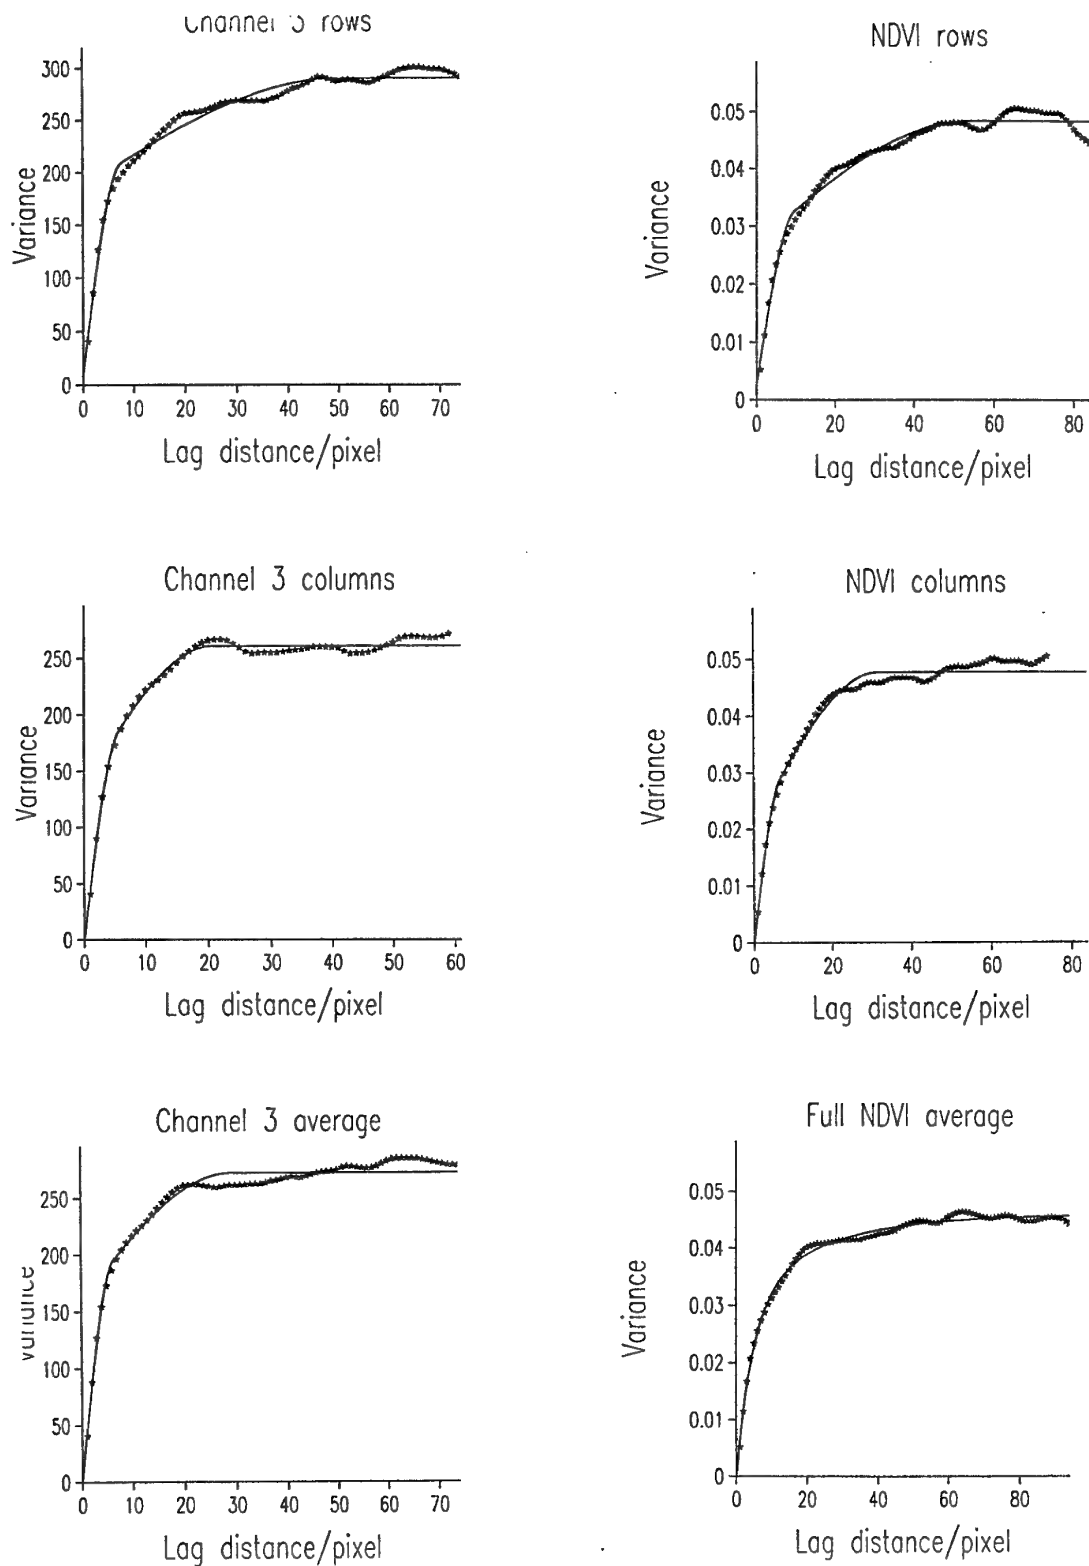 Channel 3 rows
300
250
200
150
100
50
0
Variance
0 10 20 30 40 50 60 70
Lag distance/pixel
NDVI rows
0.05
0.04
0.03
0.02
0.01
0
Variance
0 20 40 60 80
Lag distance/pixel
Channel 3 columns
250
200
150
100
50
0
Variance
0 10 20 30 40 50 60
Lag distance/pixel
NDVI columns
0.05
0.04
0.03
0.02
0.01
0
Variance
0 20 40 60 80
Lag distance/pixel
Channel 3 average
250
200
150
100
50
0
Variance
0 10 20 30 40 50 60 70
Lag distance/pixel
Full NDVI average
0.05
0.04
0.03
0.02
0.01
0
Variance
0 20 40 60 80
Lag distance/pixel